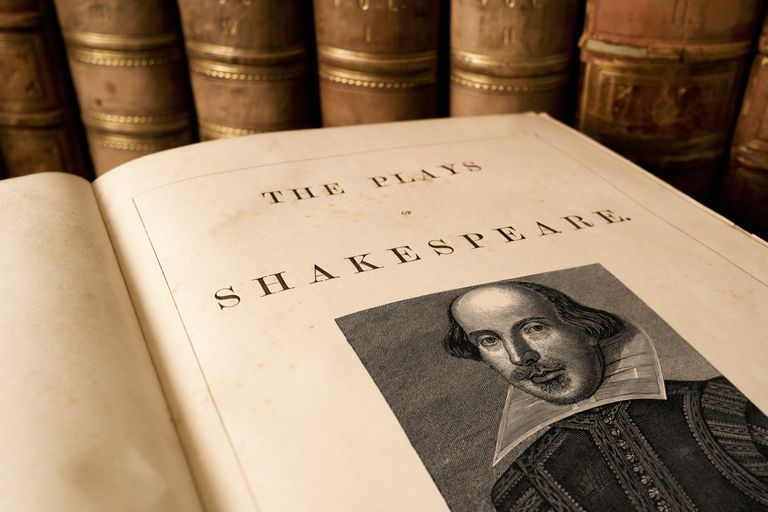 THE PLAYS
OF
SHAKESPEARE.